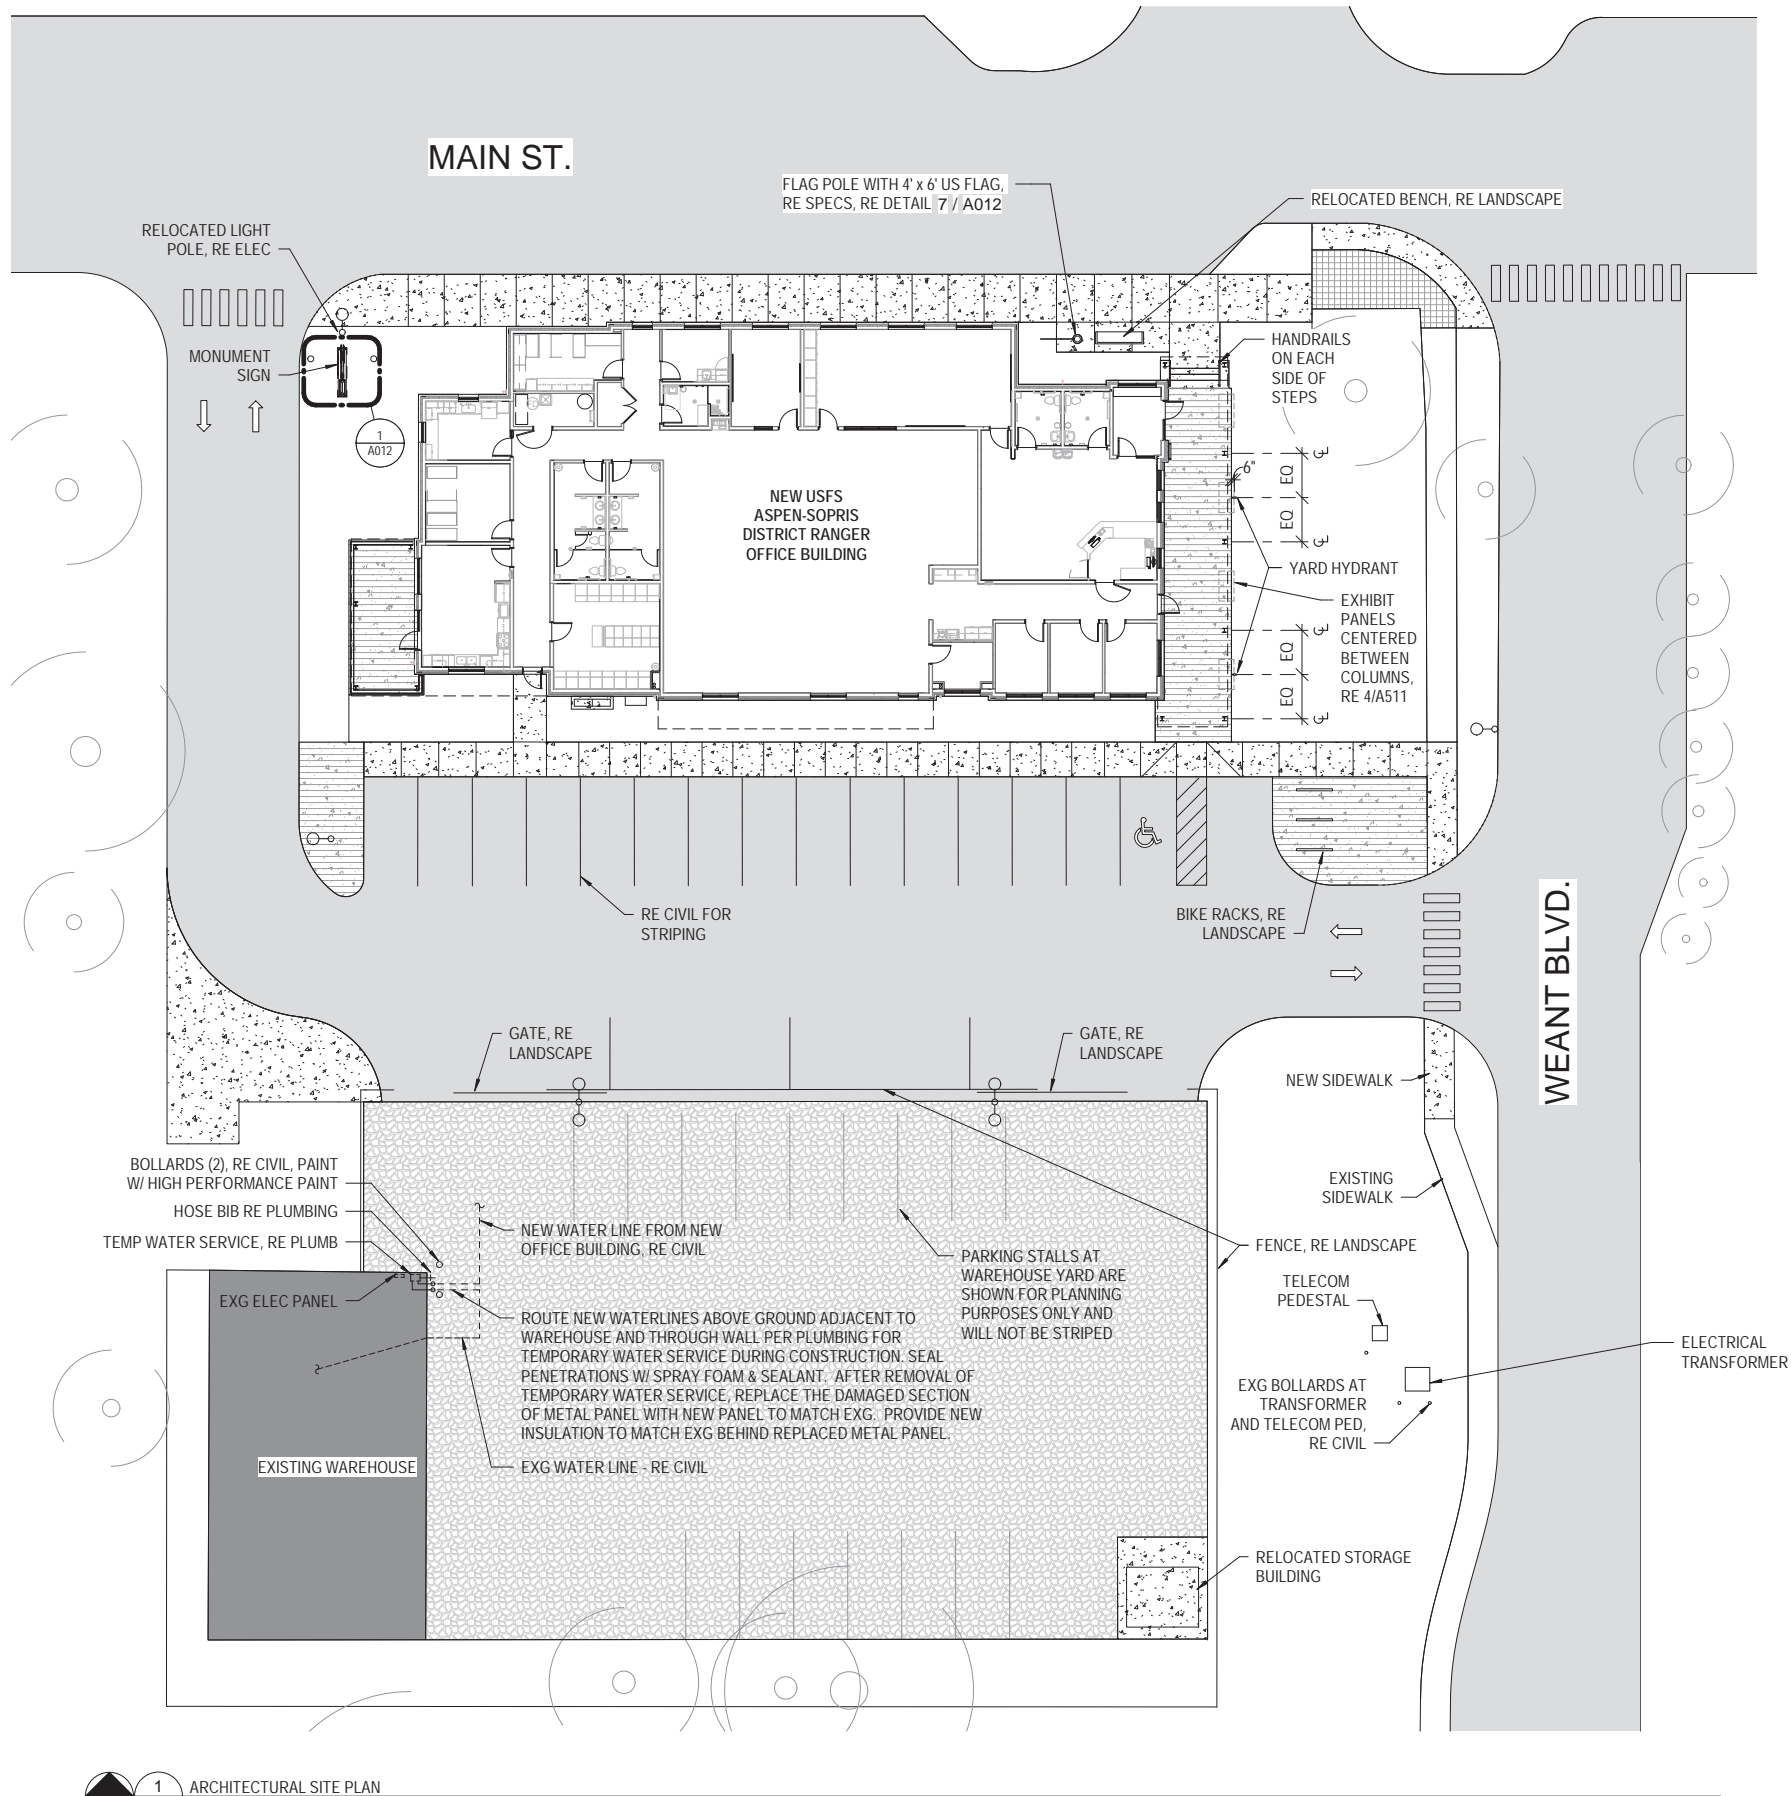 MAIN ST.
FLAG POLE WITH 4' x 6' US FLAG,
RE SPECS, RE DETAIL 7 / A012
RELOCATED BENCH, RE LANDSCAPE
RELOCATED LIGHT
POLE, RE ELEC
MONUMENT
SIGN
1
A012
HANDRAILS
ON EACH
SIDE OF
STEPS
NEW USFS
ASPEN-SOPRIS
DISTRICT RANGER
OFFICE BUILDING
6"
EQ
EQ
YARD HYDRANT
EXHIBIT
PANELS
CENTERED
BETWEEN
COLUMNS,
RE 4/A511
EQ
EQ
RE CIVIL FOR
STRIPING
BIKE RACKS, RE
LANDSCAPE
WEANT BLVD.
GATE, RE
LANDSCAPE
GATE, RE
LANDSCAPE
NEW SIDEWALK
BOLLARDS (2), RE CIVIL, PAINT
W/ HIGH PERFORMANCE PAINT
HOSE BIB RE PLUMBING
TEMP WATER SERVICE, RE PLUMB
EXG ELEC PANEL
NEW WATER LINE FROM NEW
OFFICE BUILDING, RE CIVIL
PARKING STALLS AT
WAREHOUSE YARD ARE
SHOWN FOR PLANNING
PURPOSES ONLY AND
WILL NOT BE STRIPED
EXISTING
SIDEWALK
FENCE, RE LANDSCAPE
TELECOM
PEDESTAL
ROUTE NEW WATERLINES ABOVE GROUND ADJACENT TO
WAREHOUSE AND THROUGH WALL PER PLUMBING FOR
TEMPORARY WATER SERVICE DURING CONSTRUCTION. SEAL
PENETRATIONS W/ SPRAY FOAM & SEALANT. AFTER REMOVAL OF
TEMPORARY WATER SERVICE, REPLACE THE DAMAGED SECTION
OF METAL PANEL WITH NEW PANEL TO MATCH EXG. PROVIDE NEW
INSULATION TO MATCH EXG BEHIND REPLACED METAL PANEL.
ELECTRICAL
TRANSFORMER
EXG BOLLARDS AT
TRANSFORMER
AND TELECOM PED,
RE CIVIL
EXISTING WAREHOUSE
EXG WATER LINE - RE CIVIL
RELOCATED STORAGE
BUILDING
1
ARCHITECTURAL SITE PLAN